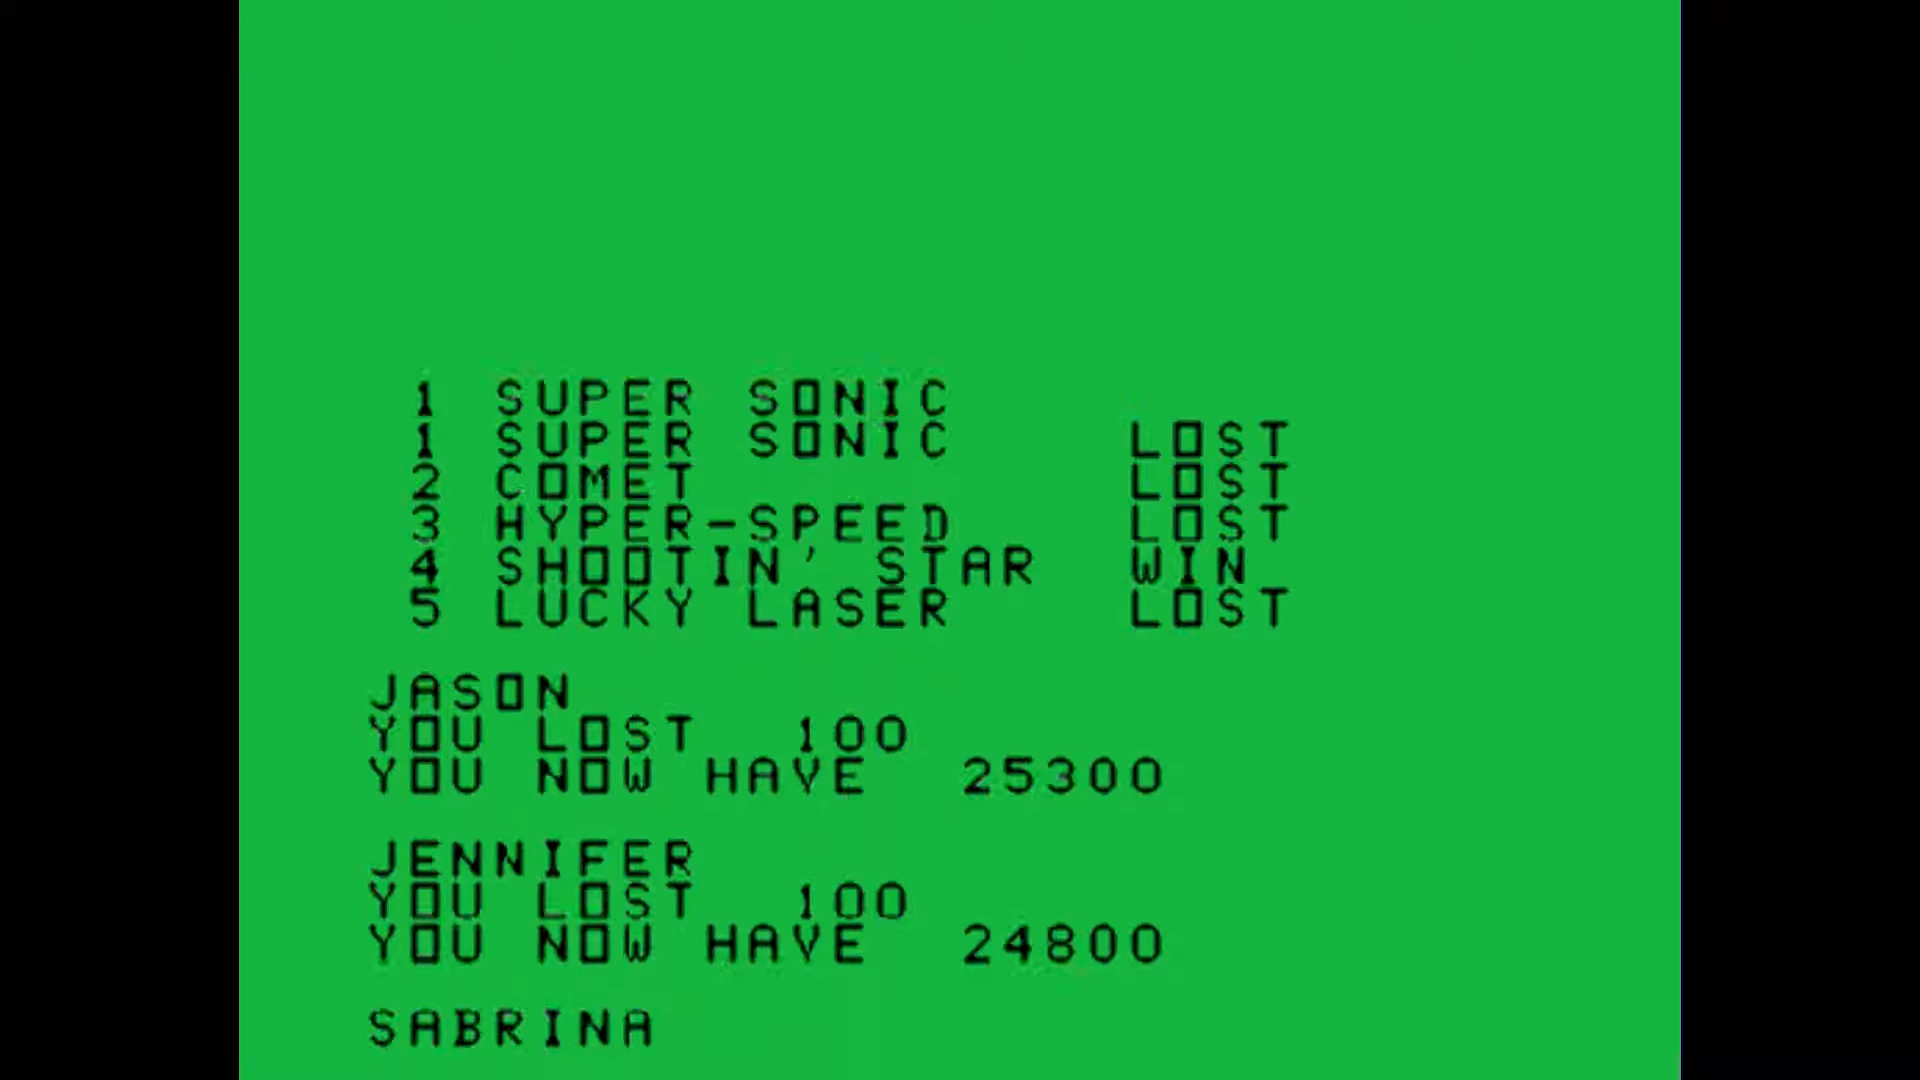 1 SUPER SONIC
1 SUPER SONIC LOST
2 COMET LOST
3 HYPER-SPEED LOST
4 SHOOTIN' STAR WIN
5 LUCKY LASER LOST
JASON
YOU LOST 100
YOU NOW HAVE 25300
JENNIFER
YOU LOST 100
YOU NOW HAVE 24800
SABRINA